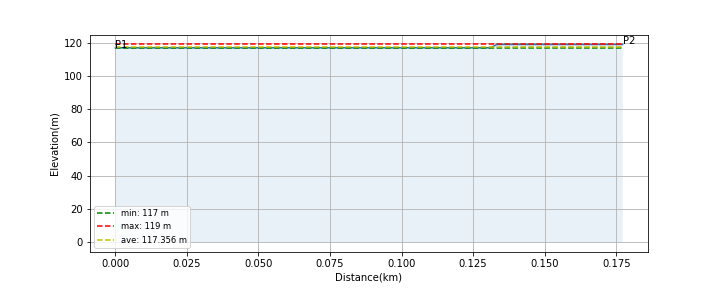 P1
P2
Elevation(m)
120
100
80
60
40
20
0
min: 117 m
max: 119 m
ave: 117.356 m
0.000
0.025
0.050
0.075
0.100
0.125
0.150
0.175
Distance(km)